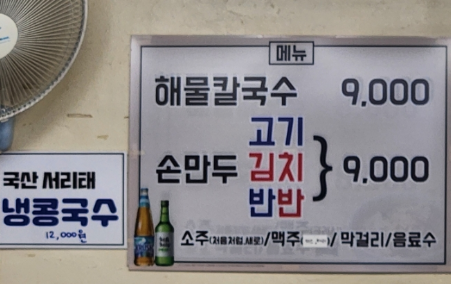 메뉴
해물칼국수 9,000
고기
손만두 김치 } 9,000
반반
소주(처음처럼,새로)/맥주/막걸리/음료수
국산 서리태
냉콩국수
12,000원